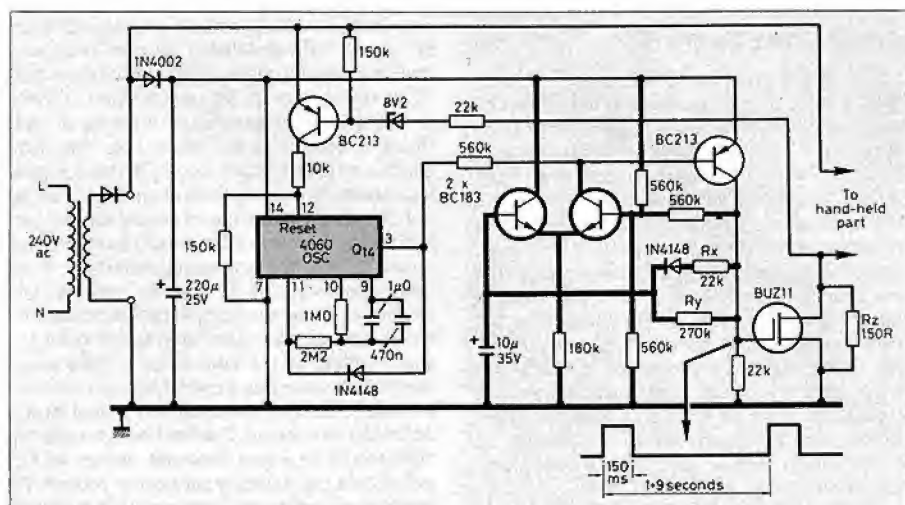 1N4002
150k
8V2
22k
BC213
BC213
10k
560k
560k
2 x
BC183
560k
To
hand-held
part
L
240V
ac
N
14
12
Reset
4060
OSC
Q14
3
150k
7
11
10
9
1µ0
220µ
25V
1M0
2M2
470n
1N4148
1N4148
Rx
22k
Ry
270k
10µ
35V
180k
560k
22k
BUZ11
Rz
150R
150
ms
1•9 seconds